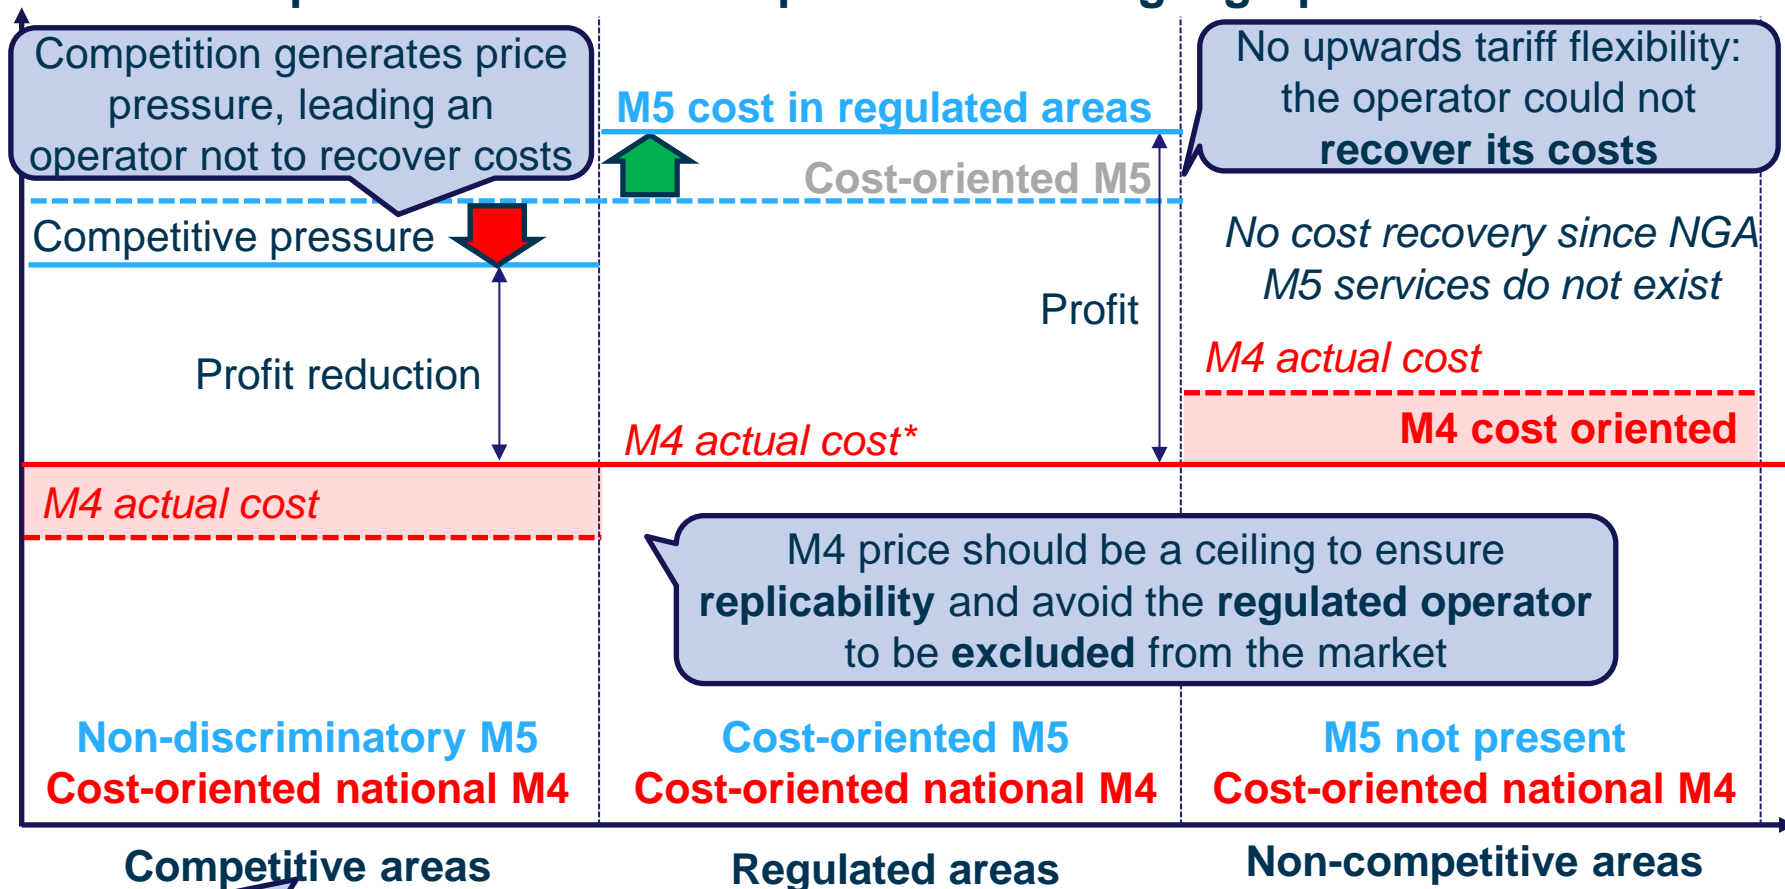 Competition generates price
pressure, leading an
operator not to recover costs
M5 cost in regulated areas
No upwards tariff flexibility:
the operator could not
recover its costs
Cost-oriented M5
Competitive pressure
No cost recovery since NGA
M5 services do not exist
Profit
Profit reduction
M4 actual cost
M4 cost oriented
M4 actual cost*
M4 actual cost
M4 price should be a ceiling to ensure
replicability and avoid the regulated operator
to be excluded from the market
Non-discriminatory M5
Cost-oriented national M4
Cost-oriented M5
Cost-oriented national M4
M5 not present
Cost-oriented national M4
Competitive areas
Regulated areas
Non-competitive areas